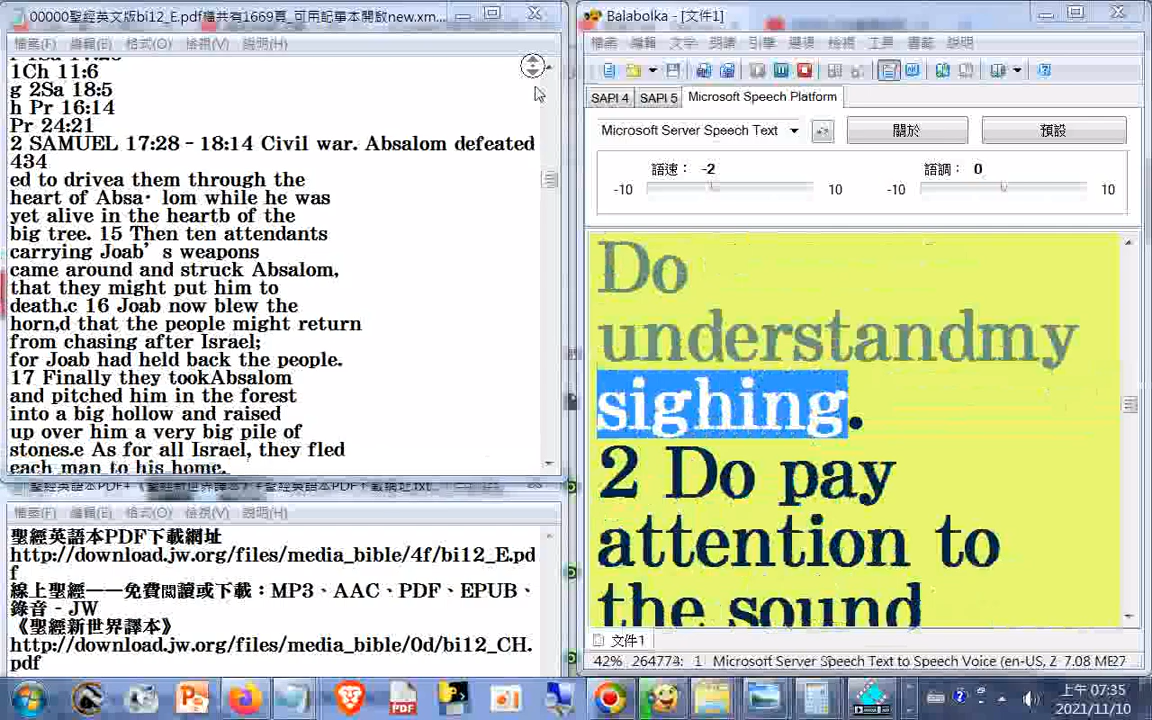 00000聖經英文版bi12_E.pdf檔共有1669頁_可用記事本開啟new.xm...
檔案(F) 編輯(E) 格式(O) 檢視(V) 說明(H)
1Ch 11:6
g 2Sa 18:5
h Pr 16:14
Pr 24:21
2 SAMUEL 17:28–18:14 Civil war. Absalom defeated
434
ed to drivea them through the
heart of Absa· lom while he was
yet alive in the heartb of the
big tree. 15 Then ten attendants
carrying Joab’s weapons
came around and struck Absalom,
that they might put him to
death.c 16 Joab now blew the
horn,d that the people might return
from chasing after Israel;
for Joab had held back the people.
17 Finally they tookAbsalom
and pitched him in the forest
into a big hollow and raised
up over him a very big pile of
stones.e As for all Israel, they fled
each man to his home.
檔案(F) 編輯(E) 格式(O) 檢視(V) 說明(H)
聖經英語本PDF下載網址
http://download.jw.org/files/media_bible/4f/bi12_E.pd
f
線上聖經——免費閱讀或下載：MP3、AAC、PDF、EPUB、
錄音 - JW
《聖經新世界譯本》
http://download.jw.org/files/media_bible/0d/bi12_CH.
pdf
Balabolka - [文件1]
檔案 編輯 文字 朗讀 引擎 選項 檢視 工具 書籤 說明
SAPI 4 SAPI 5 Microsoft Speech Platform
Microsoft Server Speech Text 關於 預設
語速： -2 語調： 0
-10 10 -10 10
Do
understandmy
sighing.
2 Do pay
attention to
the sound
文件1
42% 264774: 1 Microsoft Server Speech Text to Speech Voice (en-US, Z 7.08 ME27
上午 07:35
2021/11/10